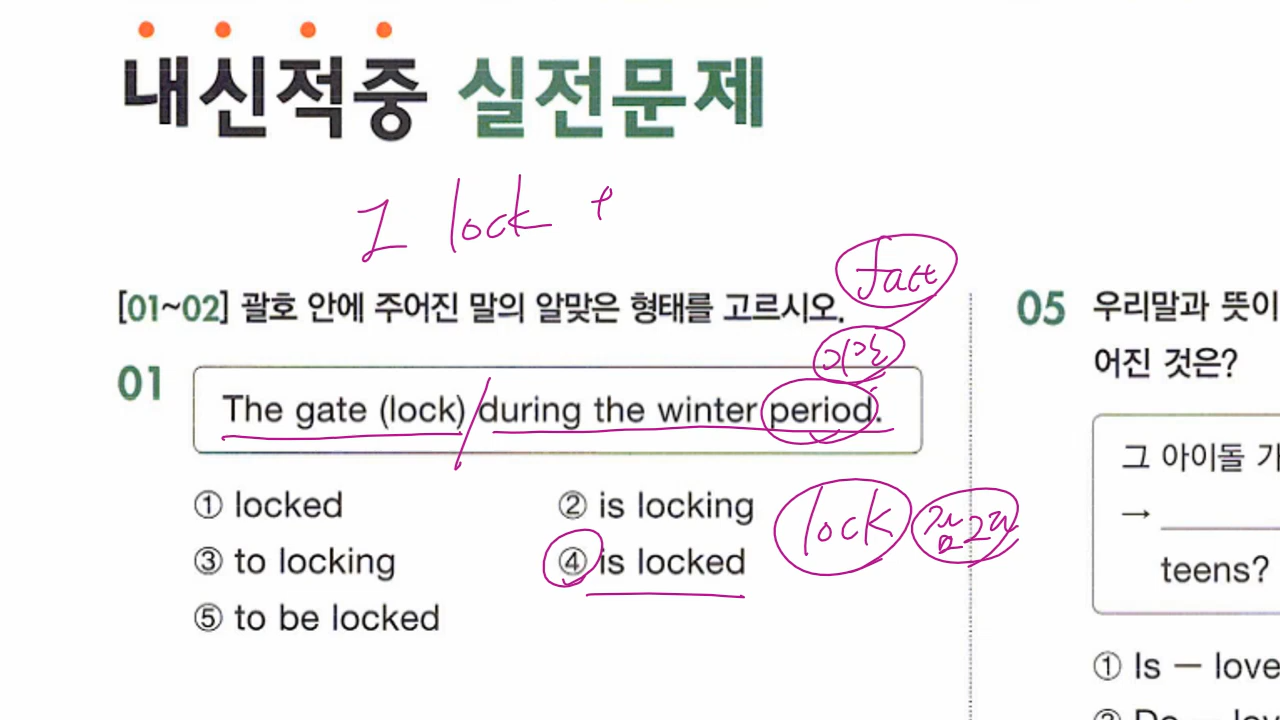 내신적중 실전문제
I lock
fact
[01~02] 괄호 안에 주어진 말의 알맞은 형태를 고르시오.
기간
01
The gate (lock) during the winter period.
① locked
② is locking
③ to locking
④ is locked
⑤ to be locked
lock
잠그다
05
우리말과 뜻이
어진 것은?
그 아이돌 가
→
teens?
① Is — love